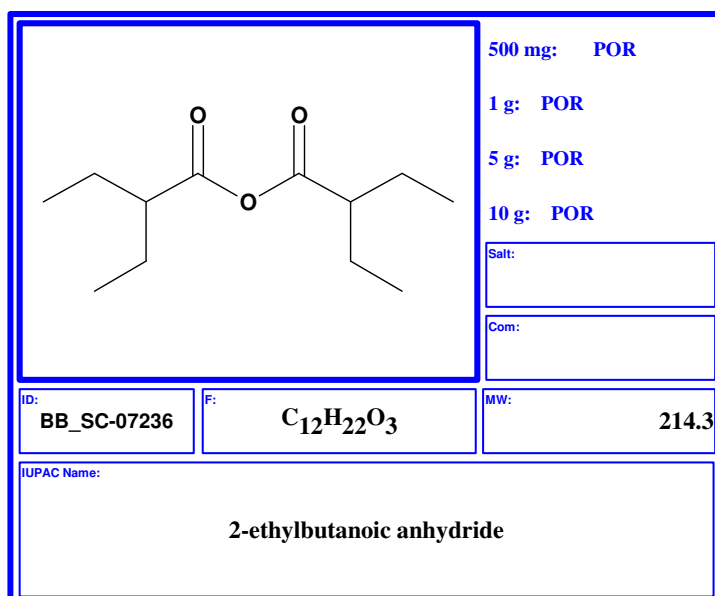 500 mg: POR
1 g: POR
5 g: POR
10 g: POR
O O
O
Salt:
Com:
ID:
BB_SC-07236
F:
C12H22O3
MW:
214.3
IUPAC Name:
2-ethylbutanoic anhydride